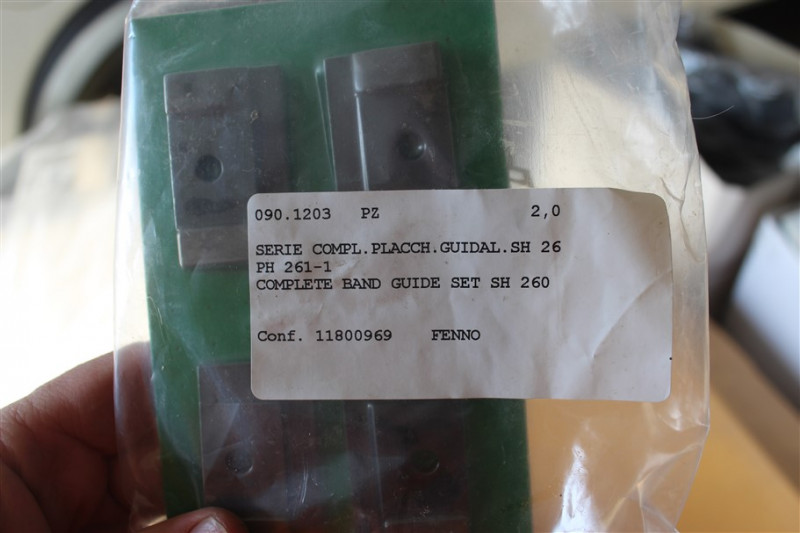 090.1203 PZ 2,0
SERIE COMPL.PLACCH.GUIDAL.SH 26
PH 261-1
COMPLETE BAND GUIDE SET SH 260
Conf. 11800969 FENNO